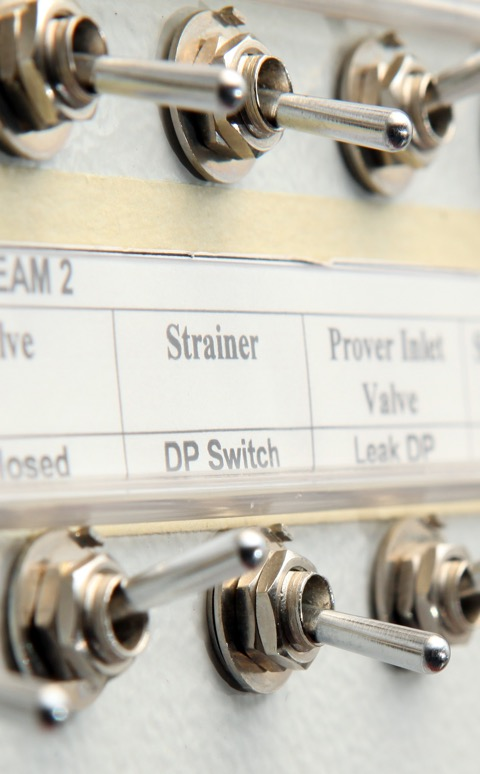 EAM 2
lve
Strainer
Prover Inlet
Valve
losed
DP Switch
Leak DP